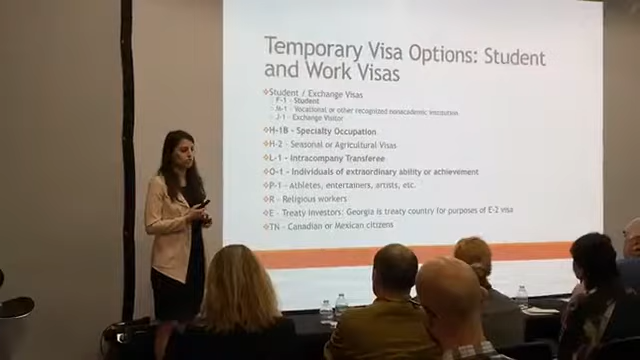 Temporary Visa Options: Student
and Work Visas
Student / Exchange Visas
F-1 - Student
M-1 - Vocational or other recognized nonacademic institution
J-1 - Exchange Visitor
H-1B - Specialty Occupation
H-2 - Seasonal or Agricultural Visas
L-1 - Intracompany Transferee
O-1 - Individuals of extraordinary ability or achievement
P-1 - athletes, entertainers, artists, etc.
R - Religious workers
E - Treaty Investors: Georgia is treaty country for purposes of E-2 visa
TN - Canadian or Mexican citizens